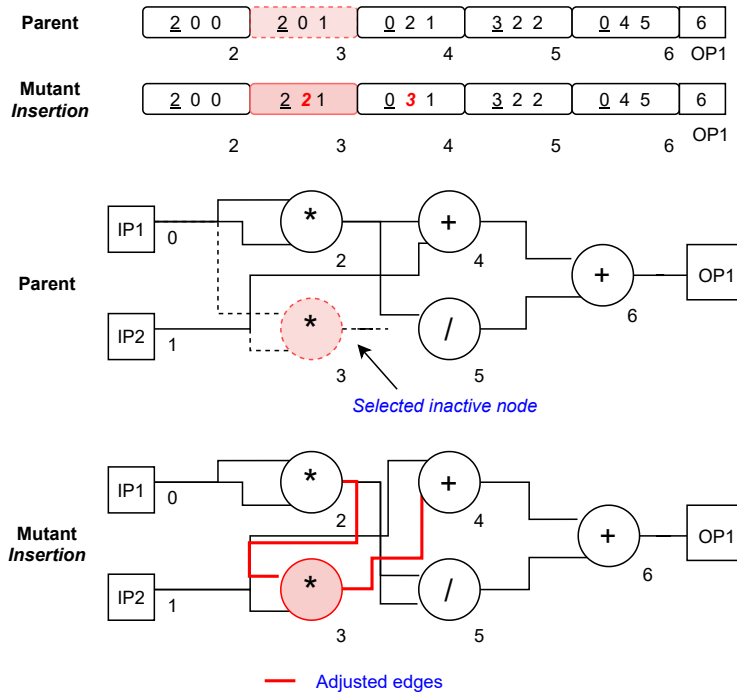 Parent
2 0 0 2 0 1 0 2 1 3 2 2 0 4 5 6
2 3 4 5 6 OP1
Mutant
Insertion
2 0 0 2 2 1 0 3 1 3 2 2 0 4 5 6
2 3 4 5 6 OP1
Parent
IP1 0 * 2 + 4
+ 6 OP1
IP2 1 * 3 / 5
Selected inactive node
Mutant
Insertion
IP1 0 * 2 + 4
+ 6 OP1
IP2 1 * 3 / 5
Adjusted edges